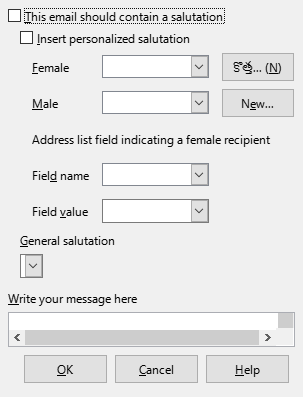 This email should contain a salutation
Insert personalized salutation
Female
కొత్త... (N)
Male
New...
Address list field indicating a female recipient
Field name
Field value
General salutation
Write your message here
OK
Cancel
Help